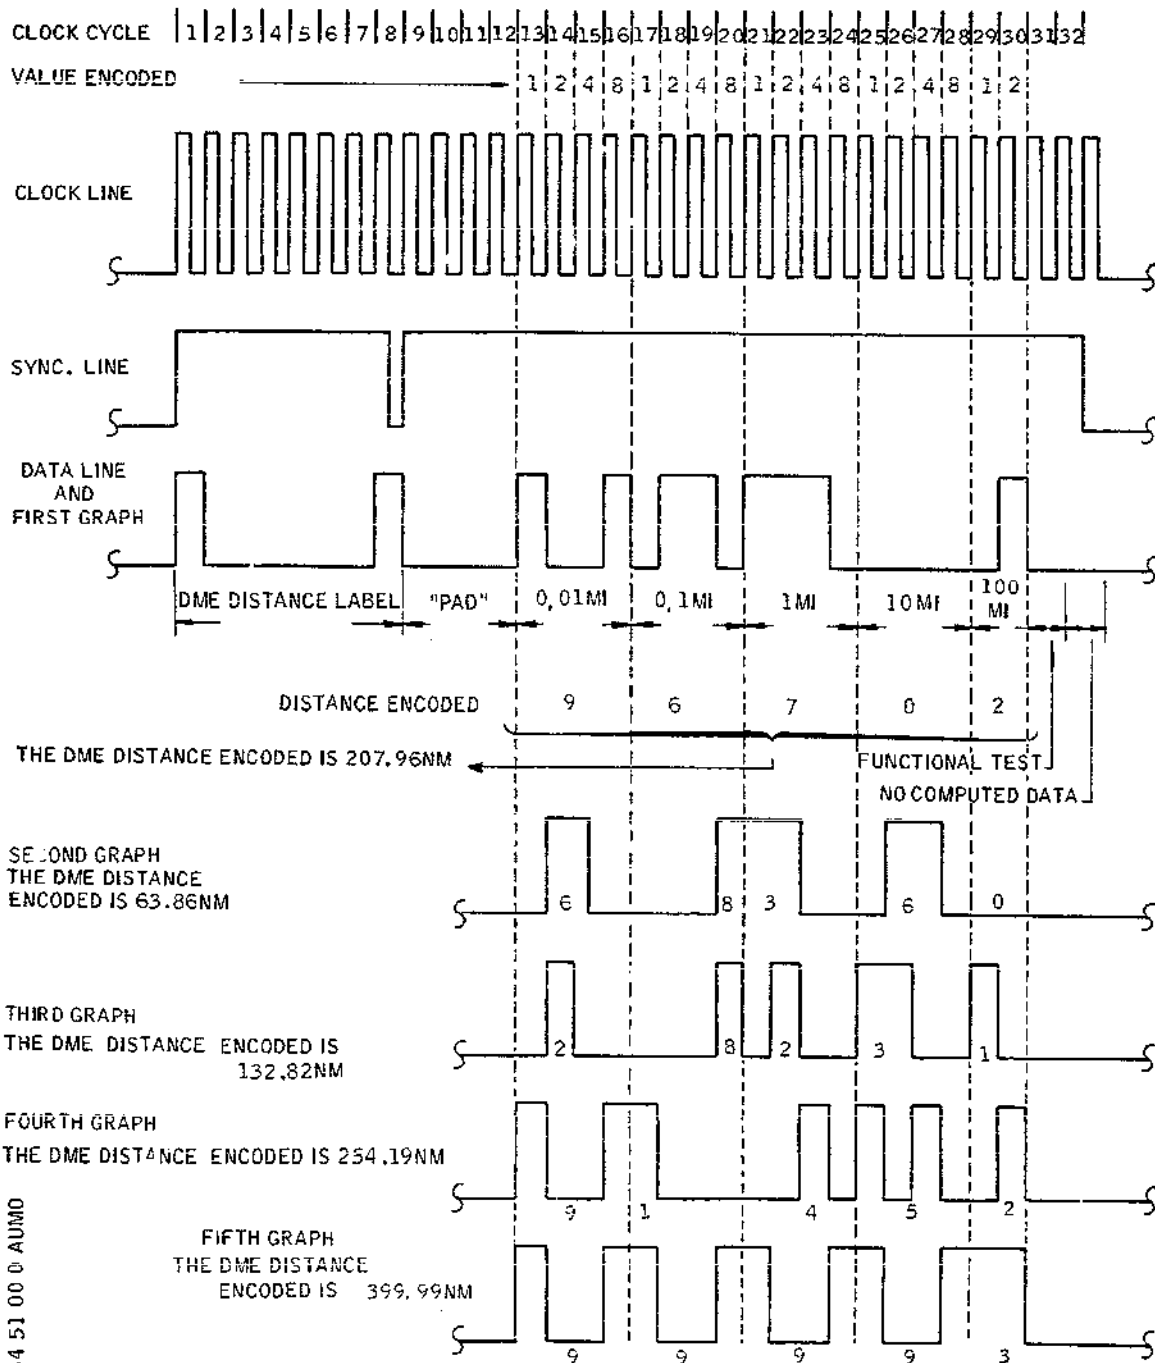 CLOCK CYCLE 1 2 3 4 5 6 7 8 9 10 11 12 13 14 15 16 17 18 19 20 21 22 23 24 25 26 27 28 29 30 31 32
VALUE ENCODED 1 2 4 8 1 2 4 8 1 2 4 8 1 2 4 8 1 2
CLOCK LINE
SYNC. LINE
DATA LINE
AND
FIRST GRAPH
DME DISTANCE LABEL "PAD" 0,01MI 0,1MI 1MI 10MI 100 MI
DISTANCE ENCODED 9 6 7 0 2
THE DME DISTANCE ENCODED IS 207.96NM
FUNCTIONAL TEST
NO COMPUTED DATA
SECOND GRAPH
THE DME DISTANCE
ENCODED IS 63.86NM
6 8 3 6 0
THIRD GRAPH
THE DME DISTANCE ENCODED IS
132.82NM
2 8 2 3 1
FOURTH GRAPH
THE DME DISTANCE ENCODED IS 254.19NM
9 1 4 5 2
FIFTH GRAPH
THE DME DISTANCE
ENCODED IS 399.99NM
9 9 9 9 3
4 51 00 0 AUMO